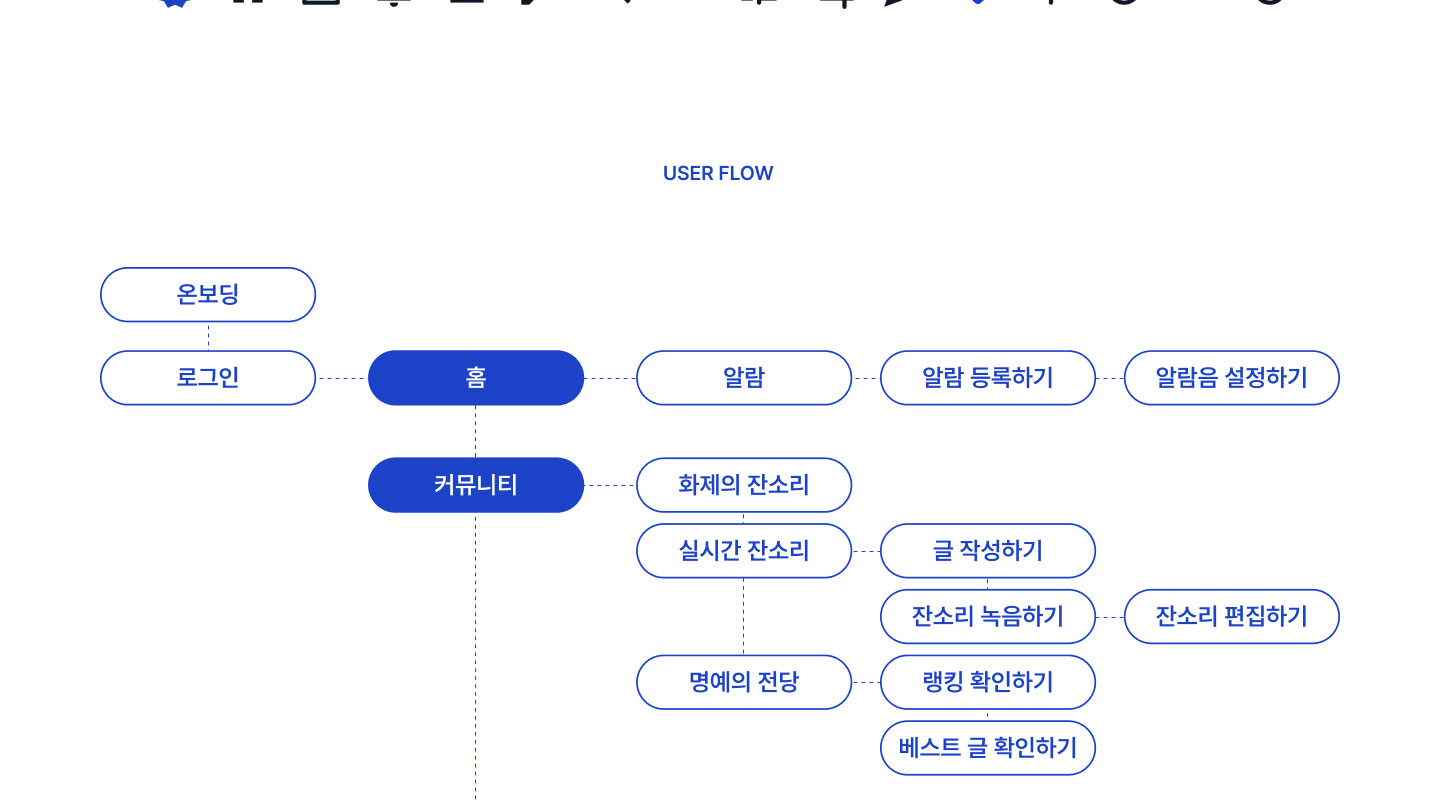 USER FLOW
온보딩
로그인
홈
알람
알람 등록하기
알람음 설정하기
커뮤니티
화제의 잔소리
실시간 잔소리
글 작성하기
잔소리 녹음하기
잔소리 편집하기
명예의 전당
랭킹 확인하기
베스트 글 확인하기